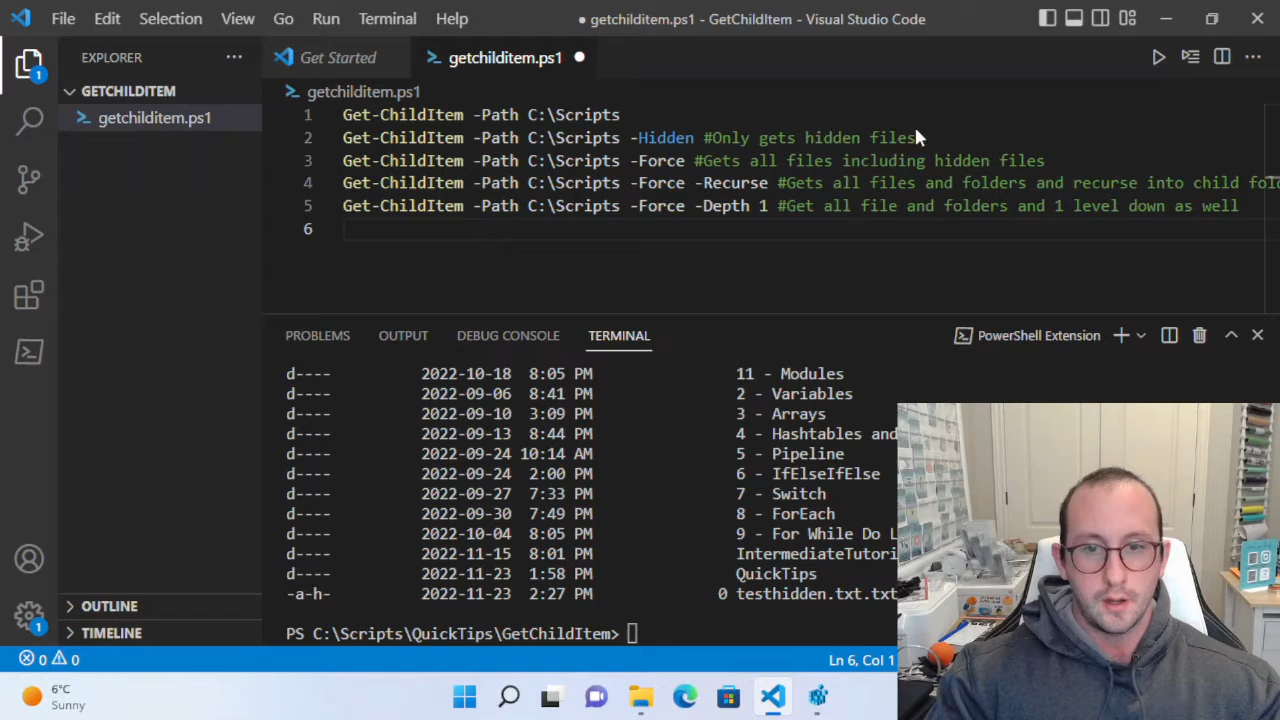 File Edit Selection View Go Run Terminal Help ● getchilditem.ps1 - GetChildItem - Visual Studio Code
EXPLORER
Get Started
getchilditem.ps1
GETCHILDITEM
getchilditem.ps1
getchilditem.ps1
1 Get-ChildItem -Path C:\Scripts
2 Get-ChildItem -Path C:\Scripts -Hidden #Only gets hidden files
3 Get-ChildItem -Path C:\Scripts -Force #Gets all files including hidden files
4 Get-ChildItem -Path C:\Scripts -Force -Recurse #Gets all files and folders and recurse into child fol
5 Get-ChildItem -Path C:\Scripts -Force -Depth 1 #Get all file and folders and 1 level down as well
6
PROBLEMS OUTPUT DEBUG CONSOLE TERMINAL PowerShell Extension
d---- 2022-10-18 8:05 PM 11 - Modules
d---- 2022-09-06 8:41 PM 2 - Variables
d---- 2022-09-10 3:09 PM 3 - Arrays
d---- 2022-09-13 8:44 PM 4 - Hashtables and
d---- 2022-09-24 10:14 AM 5 - Pipeline
d---- 2022-09-24 2:00 PM 6 - IfElseIfElse
d---- 2022-09-27 7:33 PM 7 - Switch
d---- 2022-09-30 7:49 PM 8 - ForEach
d---- 2022-10-04 8:05 PM 9 - For While Do L
d---- 2022-11-15 8:01 PM IntermediateTutori
d---- 2022-11-23 1:58 PM QuickTips
-a-h- 2022-11-23 2:27 PM 0 testhidden.txt.txt
PS C:\Scripts\QuickTips\GetChildItem>
OUTLINE
TIMELINE
1
1
0 0 Ln 6, Col 1
6°C
Sunny